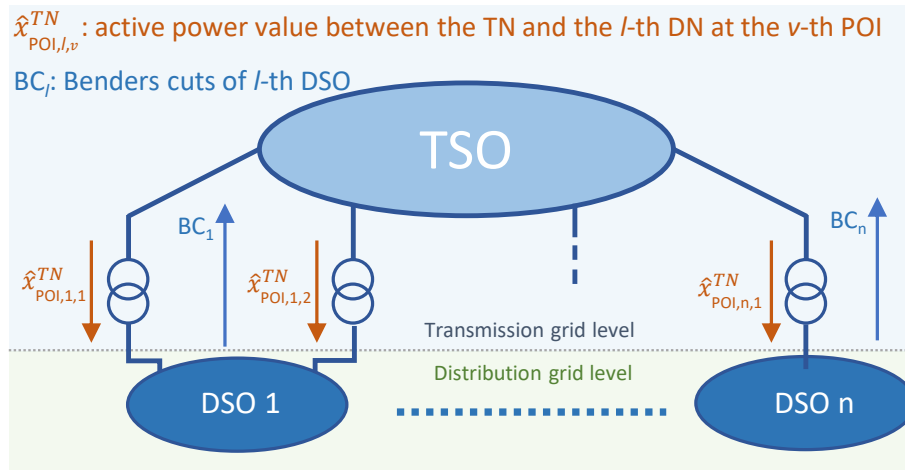 x̂^TN_POI,l,v : active power value between the TN and the l-th DN at the v-th POI
BC_l: Benders cuts of l-th DSO
TSO
BC_1
BC_n
x̂^TN_POI,1,1
x̂^TN_POI,1,2
x̂^TN_POI,n,1
Transmission grid level
Distribution grid level
DSO 1
DSO n